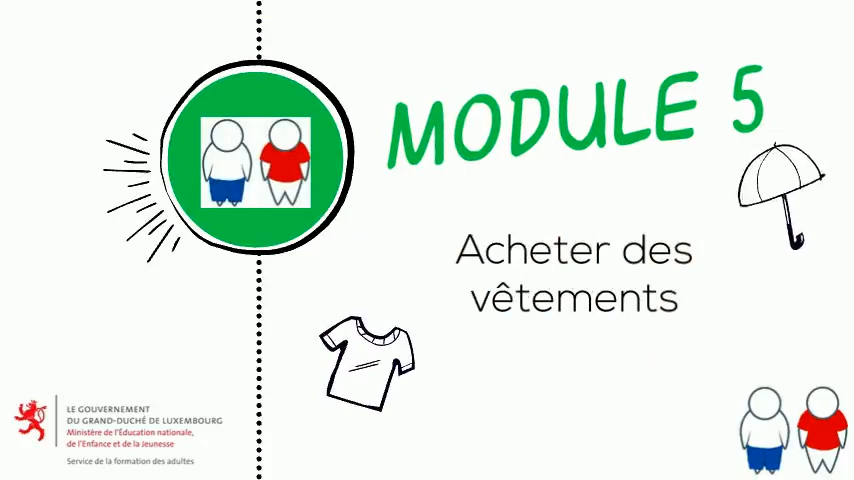 MODULE 5
Acheter des
vêtements
LE GOUVERNEMENT
DU GRAND-DUCHÉ DE LUXEMBOURG
Ministère de l'Éducation nationale,
de l'Enfance et de la Jeunesse
Service de la formation des adultes